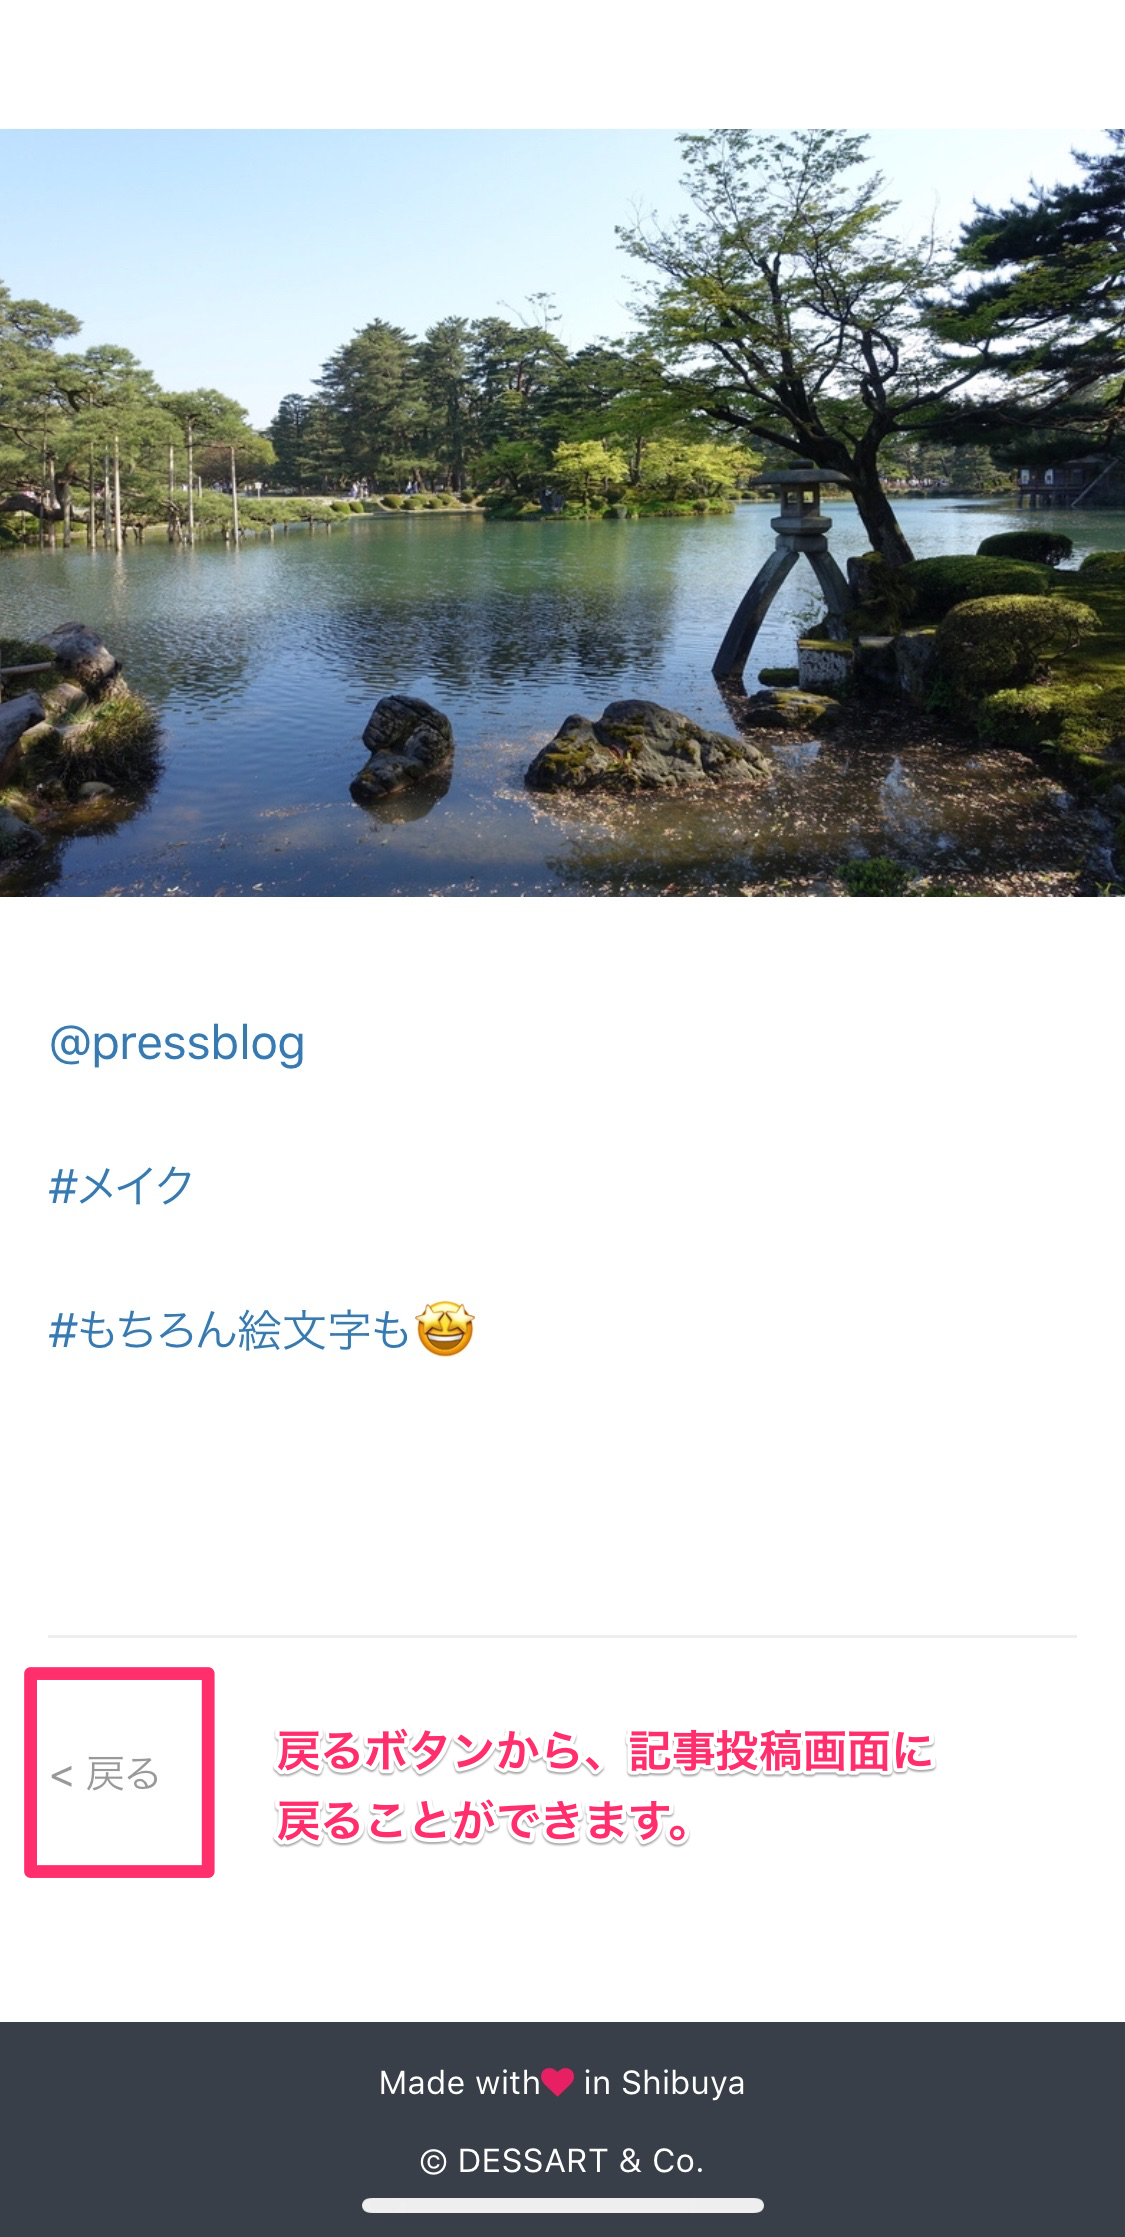 @pressblog
#メイク
#もちろん絵文字も🤩
< 戻る
戻るボタンから、記事投稿画面に
戻ることができます。
Made with❤ in Shibuya
© DESSART & Co.